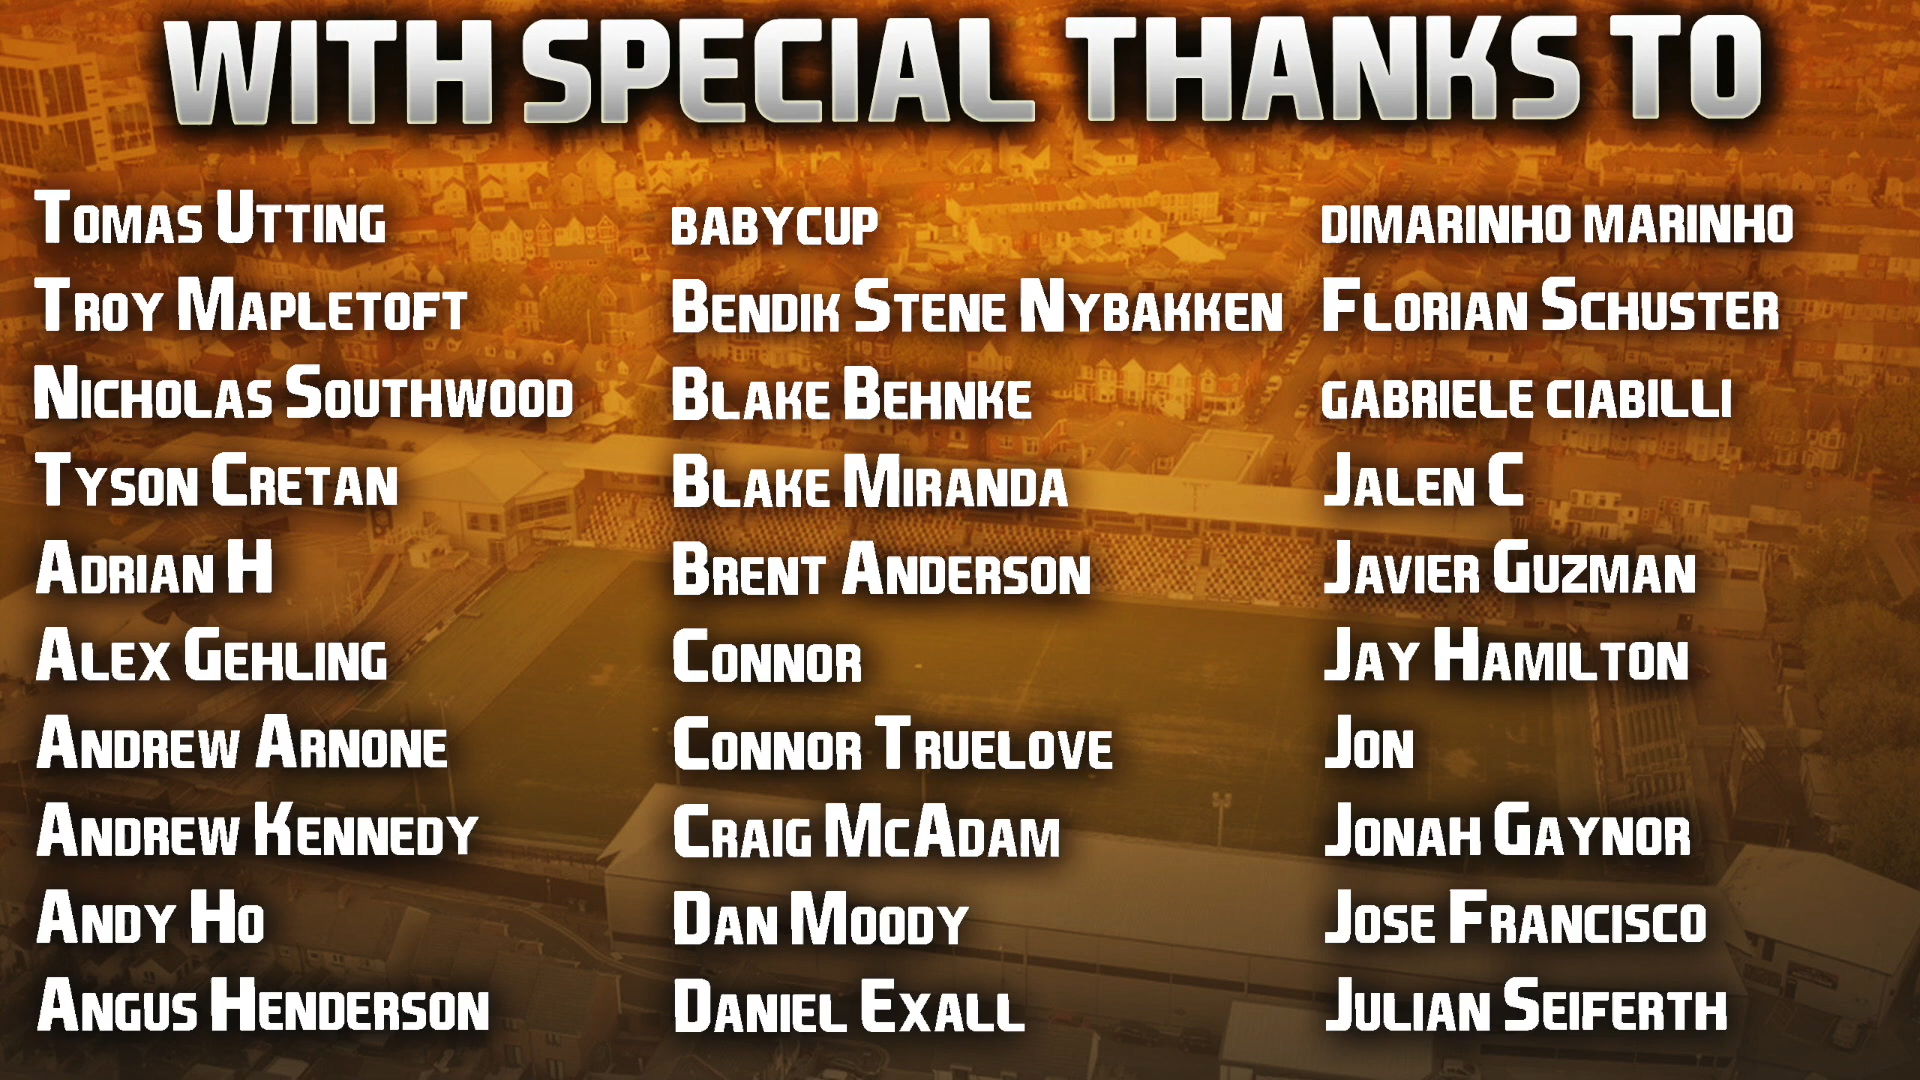 WITH SPECIAL THANKS TO
Tomas Utting
Troy Mapletoft
Nicholas Southwood
Tyson Cretan
Adrian H
Alex Gehling
Andrew Arnone
Andrew Kennedy
Andy Ho
Angus Henderson
babycup
Bendik Stene Nybakken
Blake Behnke
Blake Miranda
Brent Anderson
Connor
Connor Truelove
Craig McAdam
Dan Moody
Daniel Exall
dimarinho marinho
Florian Schuster
gabriele ciabilli
Jalen C
Javier Guzman
Jay Hamilton
Jon
Jonah Gaynor
Jose Francisco
Julian Seiferth